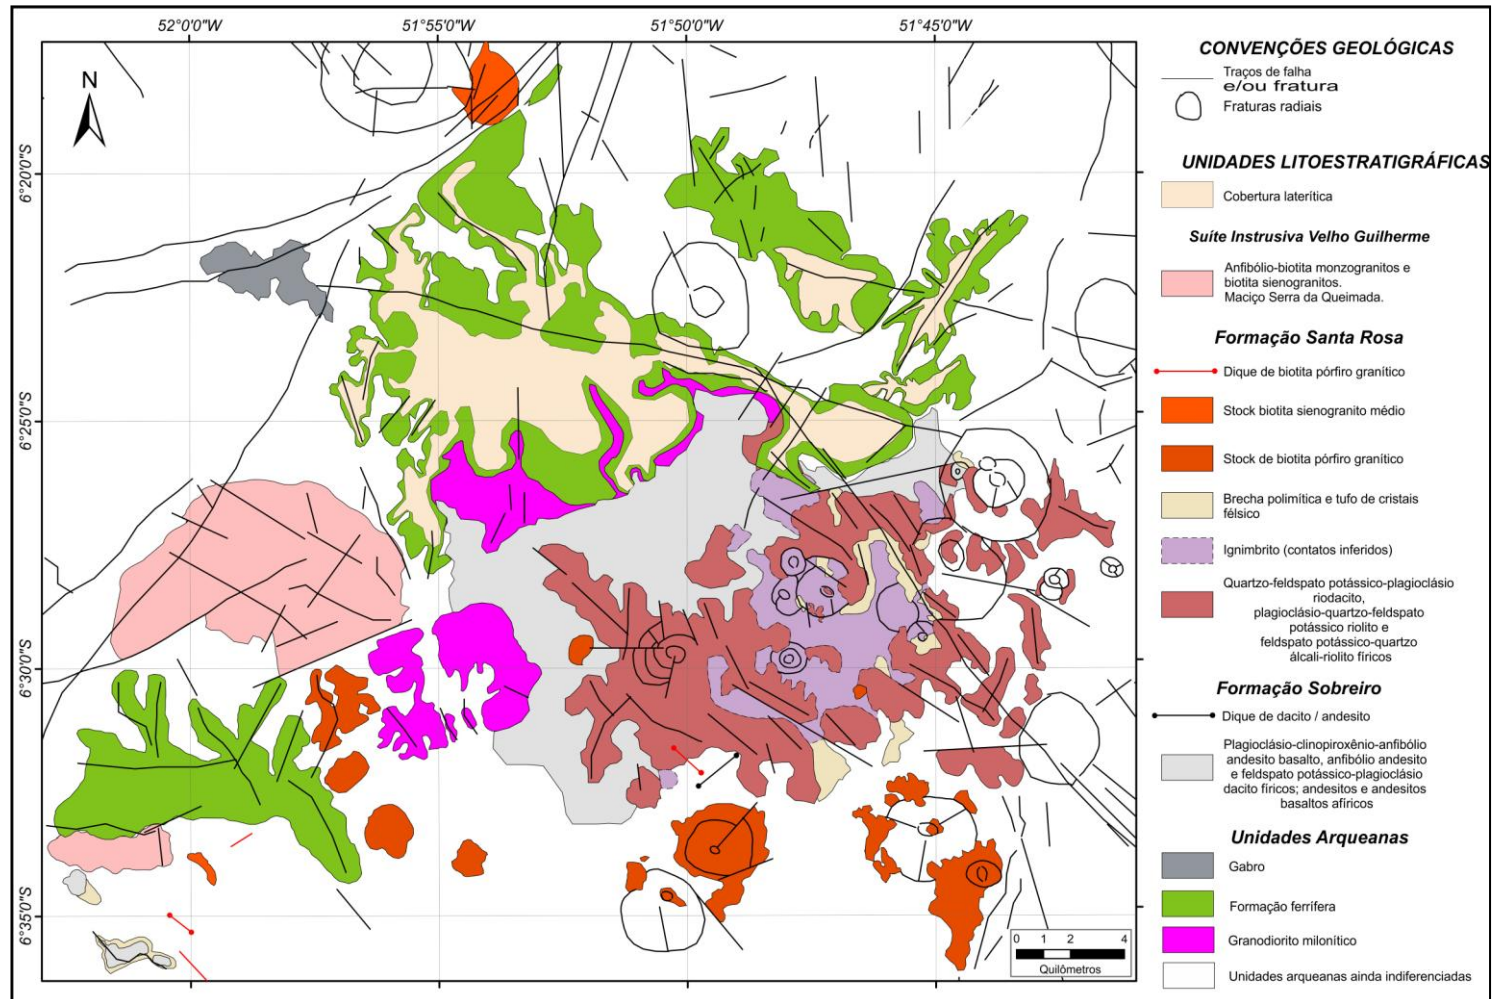 52°0'0"W
51°55'0"W
51°50'0"W
51°45'0"W
N
6°20'0"S
6°25'0"S
6°30'0"S
6°35'0"S
0 1 2 4
Quilômetros
CONVENÇÕES GEOLÓGICAS
Traços de falha
e/ou fratura
Fraturas radiais
UNIDADES LITOESTRATIGRÁFICAS
Cobertura laterítica
Suíte Instrusiva Velho Guilherme
Anfibólio-biotita monzogranitos e
biotita sienogranitos.
Maciço Serra da Queimada.
Formação Santa Rosa
Dique de biotita pórfiro granítico
Stock biotita sienogranito médio
Stock de biotita pórfiro granítico
Brecha polimítica e tufo de cristais
félsico
Ignimbrito (contatos inferidos)
Quartzo-feldspato potássico-plagioclásio
riodacito,
plagioclásio-quartzo-feldspato
potássico riolito e
feldspato potássico-quartzo
álcali-riolito fíricos
Formação Sobreiro
Dique de dacito / andesito
Plagioclásio-clinopiroxênio-anfibólio
andesito basalto, anfibólio andesito
e feldspato potássico-plagioclásio
dacito fíricos; andesitos e andesitos
basaltos afíricos
Unidades Arqueanas
Gabro
Formação ferrífera
Granodiorito milonítico
Unidades arqueanas ainda indiferenciadas